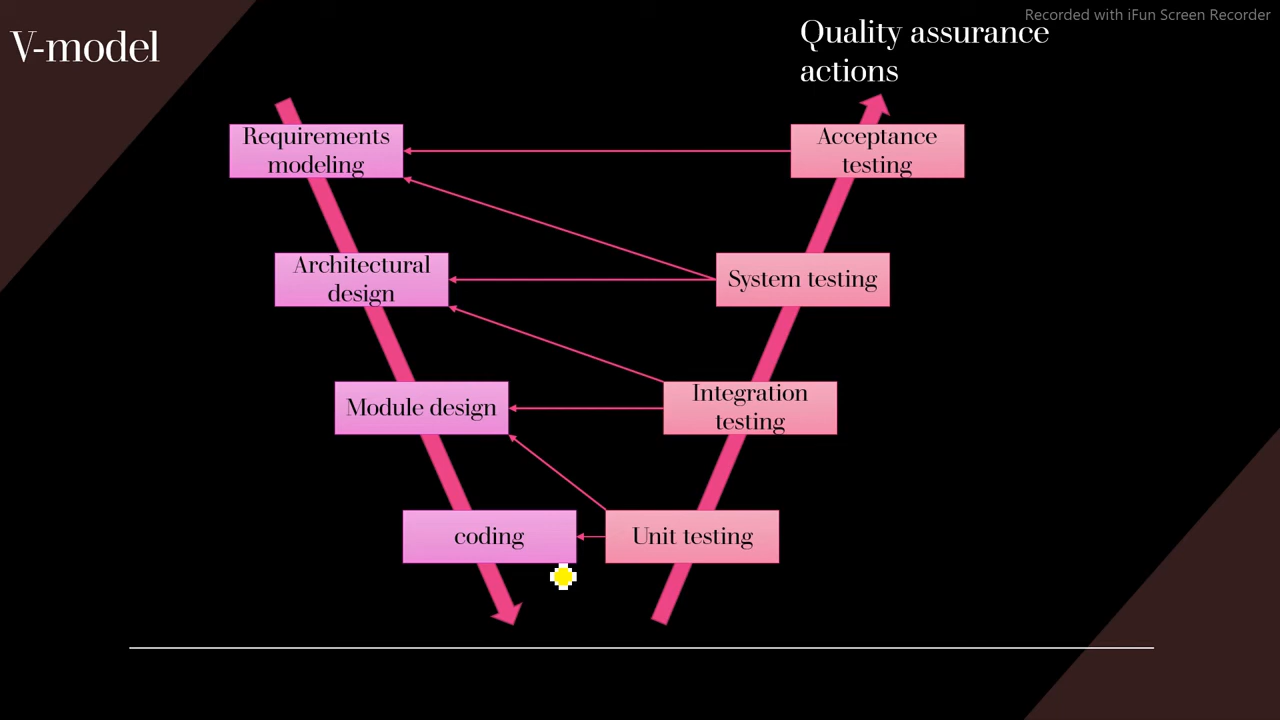 Recorded with iFun Screen Recorder
V-model
Quality assurance
actions
Requirements
modeling
Acceptance
testing
Architectural
design
System testing
Module design
Integration
testing
coding
Unit testing